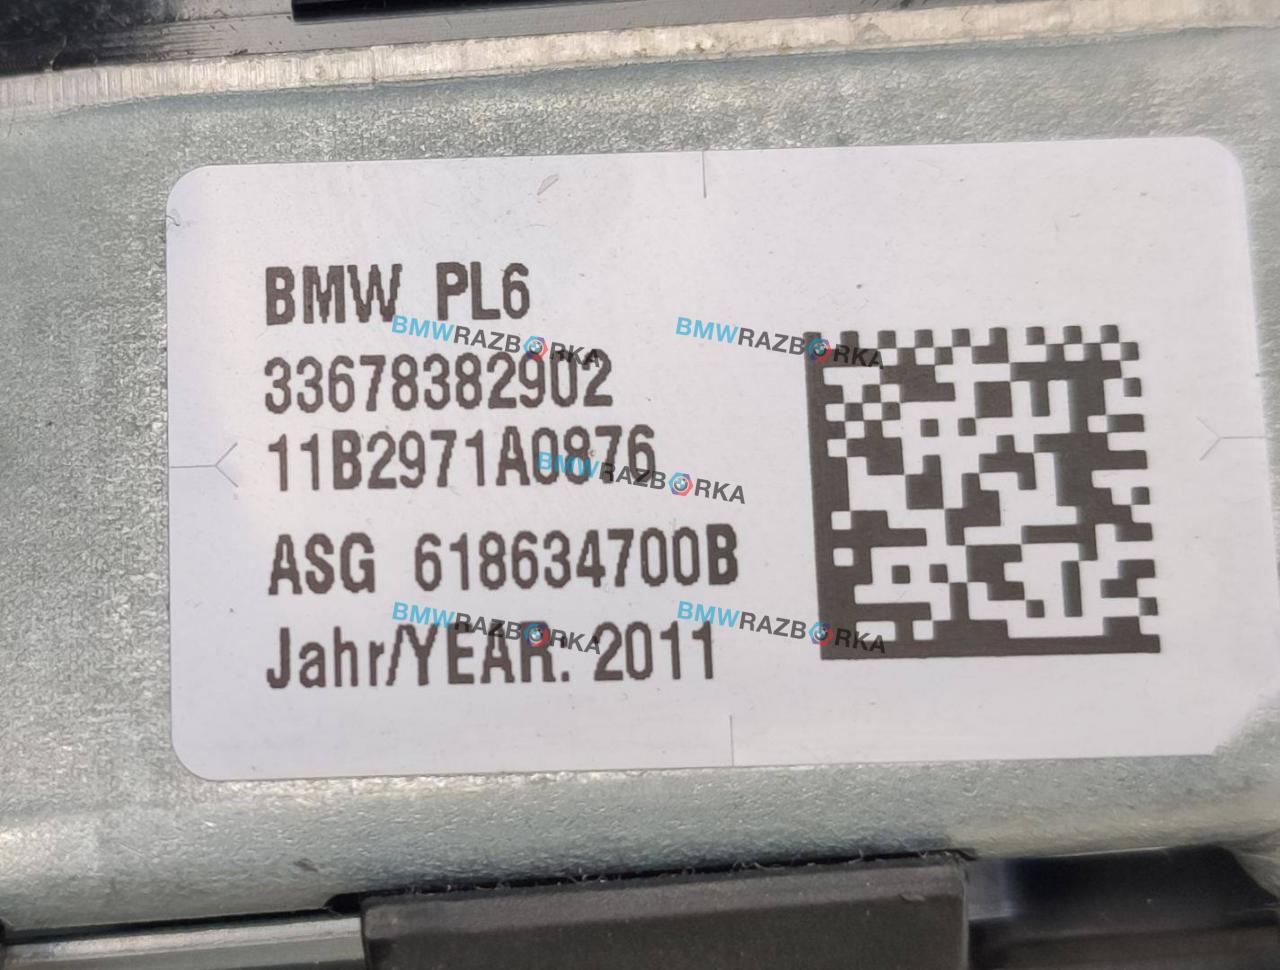 BMW PL6
BMWRAZBORKA
BMWRAZBORKA
33678382902
11B2971A0876
BMWRAZBORKA
ASG 618634700B
BMWRAZBORKA
BMWRAZBORKA
Jahr/YEAR: 2011